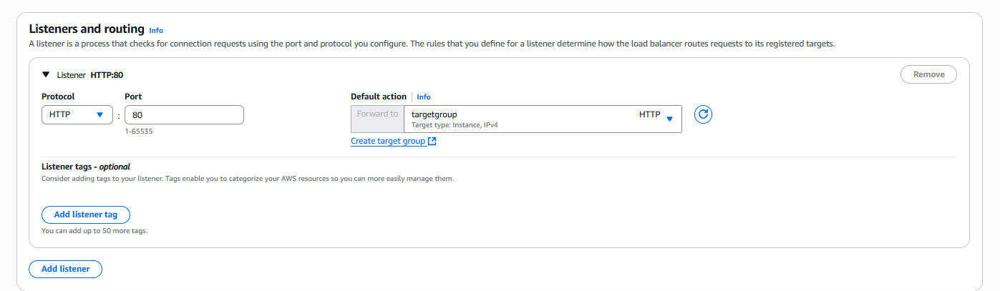 Listeners and routing Info
A listener is a process that checks for connection requests using the port and protocol you configure. The rules that you define for a listener determine how the load balancer routes requests to its registered targets.
Listener HTTP:80
Remove
Protocol Port Default action Info
HTTP : 80 Forward to targetgroup HTTP
Target type: Instance, IPv4
1-65535
Create target group
Listener tags - optional
Consider adding tags to your listener. Tags enable you to categorize your AWS resources so you can more easily manage them.
Add listener tag
You can add up to 50 more tags.
Add listener